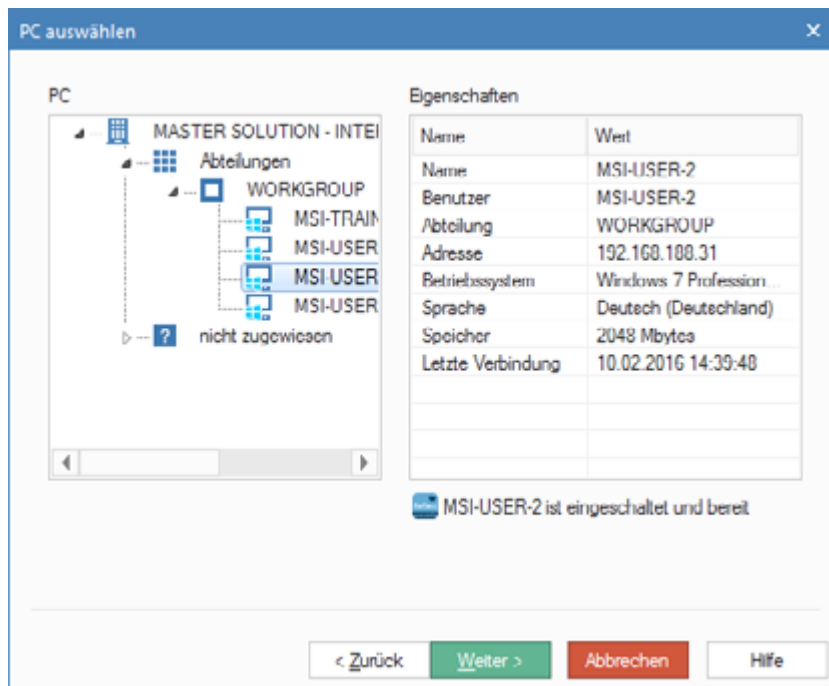 PC auswählen
PC
MASTER SOLUTION - INTE
Abteilungen
WORKGROUP
MSI-TRAIN
MSI-USER
MSI-USER
MSI-USER
nicht zugewiesen
Eigenschaften
Name Wert
Name MSI-USER-2
Benutzer MSI-USER-2
Abteilung WORKGROUP
Adresse 192.168.188.31
Betriebssystem Windows 7 Profession...
Sprache Deutsch (Deutschland)
Speicher 2048 Mbytes
Letzte Verbindung 10.02.2016 14:39:48
MSI-USER-2 ist eingeschaltet und bereit
< Zurück
Weiter >
Abbrechen
Hilfe